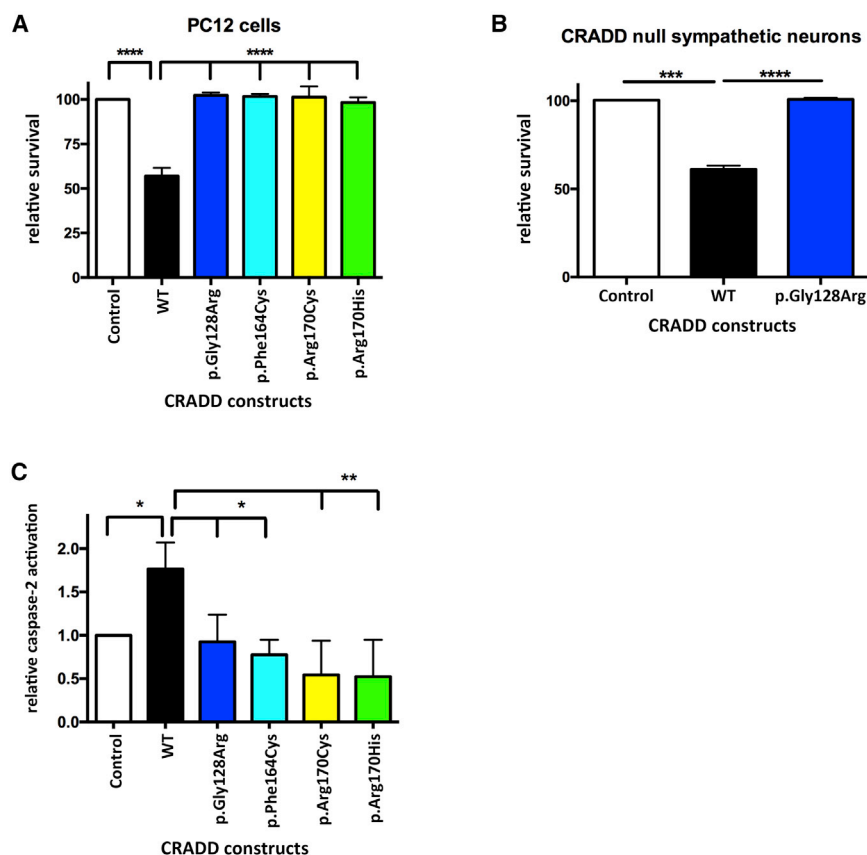 A
PC12 cells
****
****
relative survival
100
75
50
25
0
Control
WT
p.Gly128Arg
p.Phe164Cys
p.Arg170Cys
p.Arg170His
CRADD constructs
B
CRADD null sympathetic neurons
***
****
relative survival
100
50
0
Control
WT
p.Gly128Arg
CRADD constructs
C
**
*
*
relative caspase-2 activation
2.0
1.5
1.0
0.5
0.0
Control
WT
p.Gly128Arg
p.Phe164Cys
p.Arg170Cys
p.Arg170His
CRADD constructs